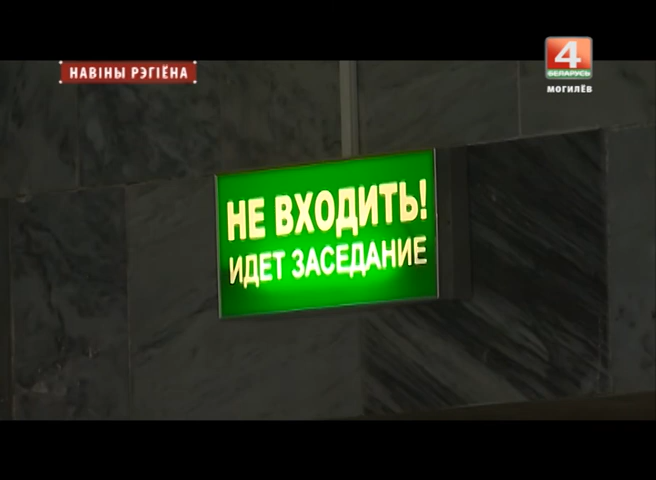 НАВІНЫ РЭГІЁНА
4
БЕЛАРУСЬ
МОГИЛЁВ
НЕ ВХОДИТЬ!
ИДЕТ ЗАСЕДАНИЕ